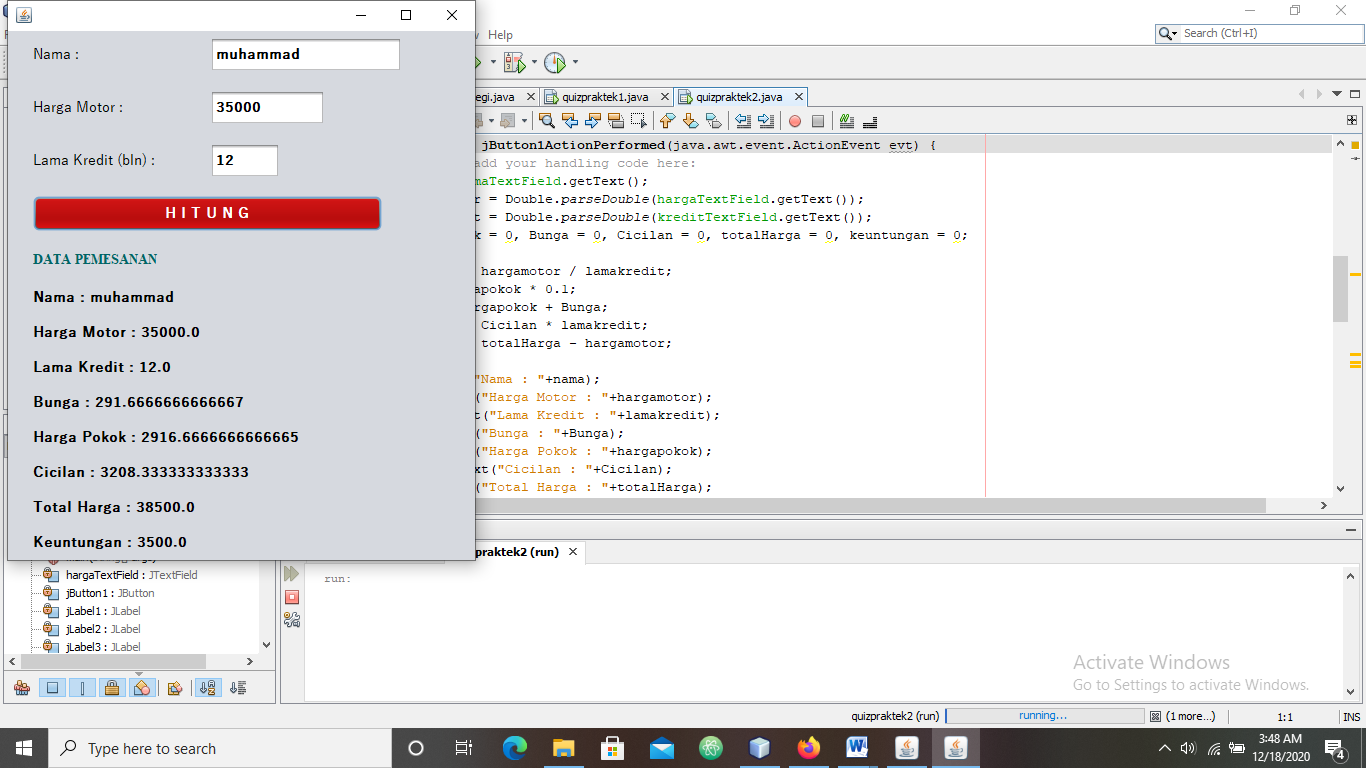 Nama :
muhammad
Harga Motor :
35000
Lama Kredit (bln) :
12
H I T U N G
DATA PEMESANAN
Nama : muhammad
Harga Motor : 35000.0
Lama Kredit : 12.0
Bunga : 291.6666666666667
Harga Pokok : 2916.6666666666665
Cicilan : 3208.333333333333
Total Harga : 38500.0
Keuntungan : 3500.0
Help
Search (Ctrl+I)
egi.java
quizpraktek1.java
quizpraktek2.java
jButton1ActionPerformed(java.awt.event.ActionEvent evt) {
add your handling code here:
maTextField.getText();
r = Double.parseDouble(hargaTextField.getText());
t = Double.parseDouble(kreditTextField.getText());
k = 0, Bunga = 0, Cicilan = 0, totalHarga = 0, keuntungan = 0;
hargamotor / lamakredit;
apokok * 0.1;
rgapokok + Bunga;
Cicilan * lamakredit;
totalHarga - hargamotor;
"Nama : "+nama);
("Harga Motor : "+hargamotor);
t("Lama Kredit : "+lamakredit);
("Bunga : "+Bunga);
("Harga Pokok : "+hargapokok);
xt("Cicilan : "+Cicilan);
("Total Harga : "+totalHarga);
praktek2 (run)
run:
hargaTextField : JTextField
jButton1 : JButton
jLabel1 : JLabel
jLabel2 : JLabel
jLabel3 : JLabel
Activate Windows
Go to Settings to activate Windows.
quizpraktek2 (run)
running...
(1 more...)
1:1
INS
Type here to search
3:48 AM
12/18/2020
4